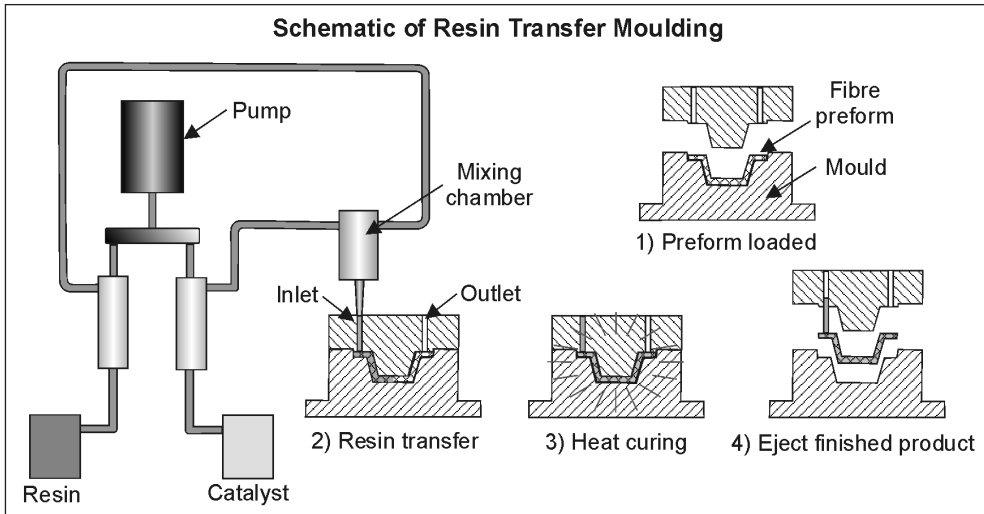 Schematic of Resin Transfer Moulding
Pump
Mixing
chamber
Fibre
preform
Mould
1) Preform loaded
Inlet
Outlet
2) Resin transfer
3) Heat curing
4) Eject finished product
Resin
Catalyst